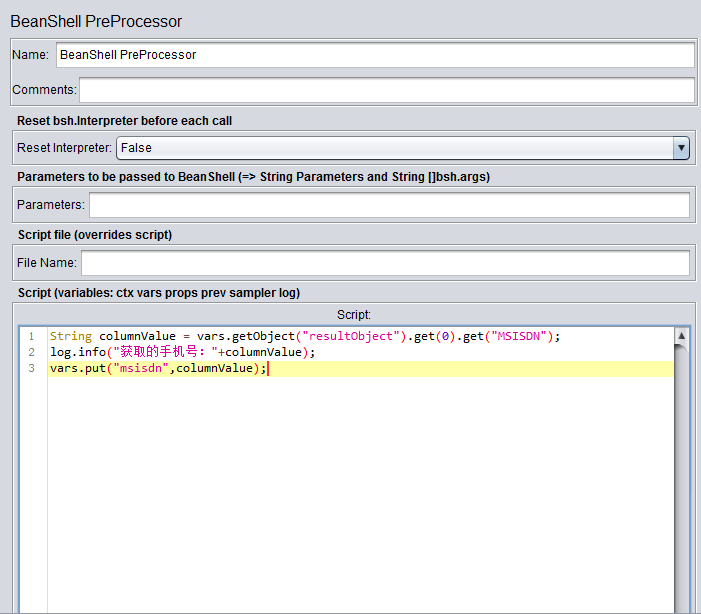 BeanShell PreProcessor
Name: BeanShell PreProcessor
Comments:
Reset bsh.Interpreter before each call
Reset Interpreter: False
Parameters to be passed to BeanShell (=> String Parameters and String []bsh.args)
Parameters:
Script file (overrides script)
File Name:
Script (variables: ctx vars props prev sampler log)
Script:
1 String columnValue = vars.getObject("resultObject").get(0).get("MSISDN");
2 log.info("获取的手机号："+columnValue);
3 vars.put("msisdn",columnValue);